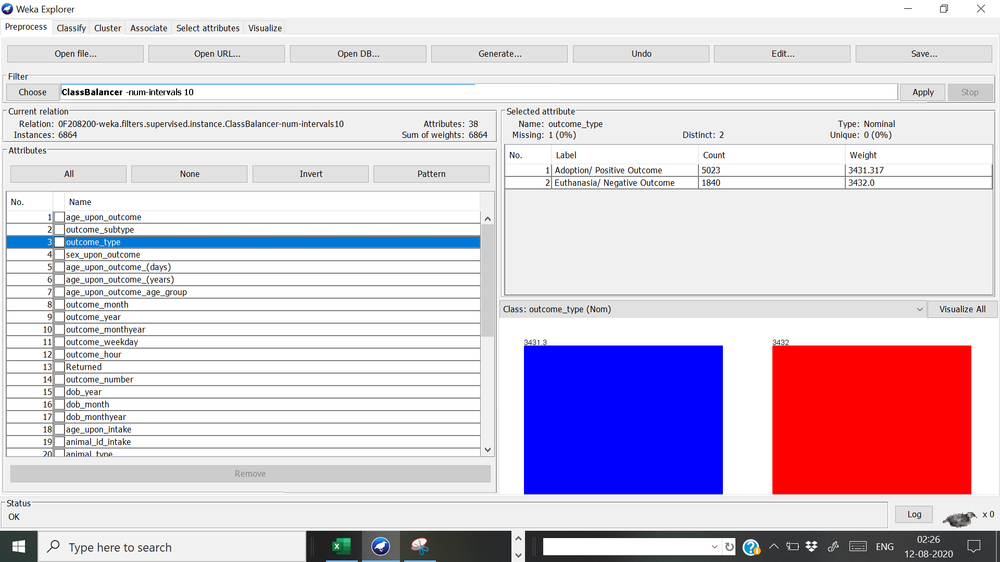 Weka Explorer
Preprocess Classify Cluster Associate Select attributes Visualize
Open file... Open URL... Open DB... Generate... Undo Edit... Save...
Filter
Choose ClassBalancer -num-intervals 10 Apply Stop
Current relation
Relation: 0F208200-weka.filters.supervised.instance.ClassBalancer-num-intervals10 Attributes: 38
Instances: 6864 Sum of weights: 6864
Attributes
All None Invert Pattern
No. Name
1 age_upon_outcome
2 outcome_subtype
3 outcome_type
4 sex_upon_outcome
5 age_upon_outcome_(days)
6 age_upon_outcome_(years)
7 age_upon_outcome_age_group
8 outcome_month
9 outcome_year
10 outcome_monthyear
11 outcome_weekday
12 outcome_hour
13 Returned
14 outcome_number
15 dob_year
16 dob_month
17 dob_monthyear
18 age_upon_intake
19 animal_id_intake
20 animal_type
Remove
Selected attribute
Name: outcome_type Type: Nominal
Missing: 1 (0%) Distinct: 2 Unique: 0 (0%)
No. Label Count Weight
1 Adoption/ Positive Outcome 5023 3431.317
2 Euthanasia/ Negative Outcome 1840 3432.0
Class: outcome_type (Nom) Visualize All
3431.3 3432
Status
OK Log x 0
Type here to search ENG 02:26
12-08-2020